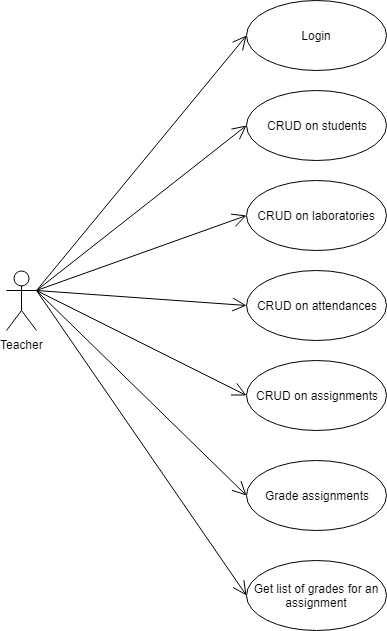 Login
CRUD on students
CRUD on laboratories
CRUD on attendances
Teacher
CRUD on assignments
Grade assignments
Get list of grades for an
assignment